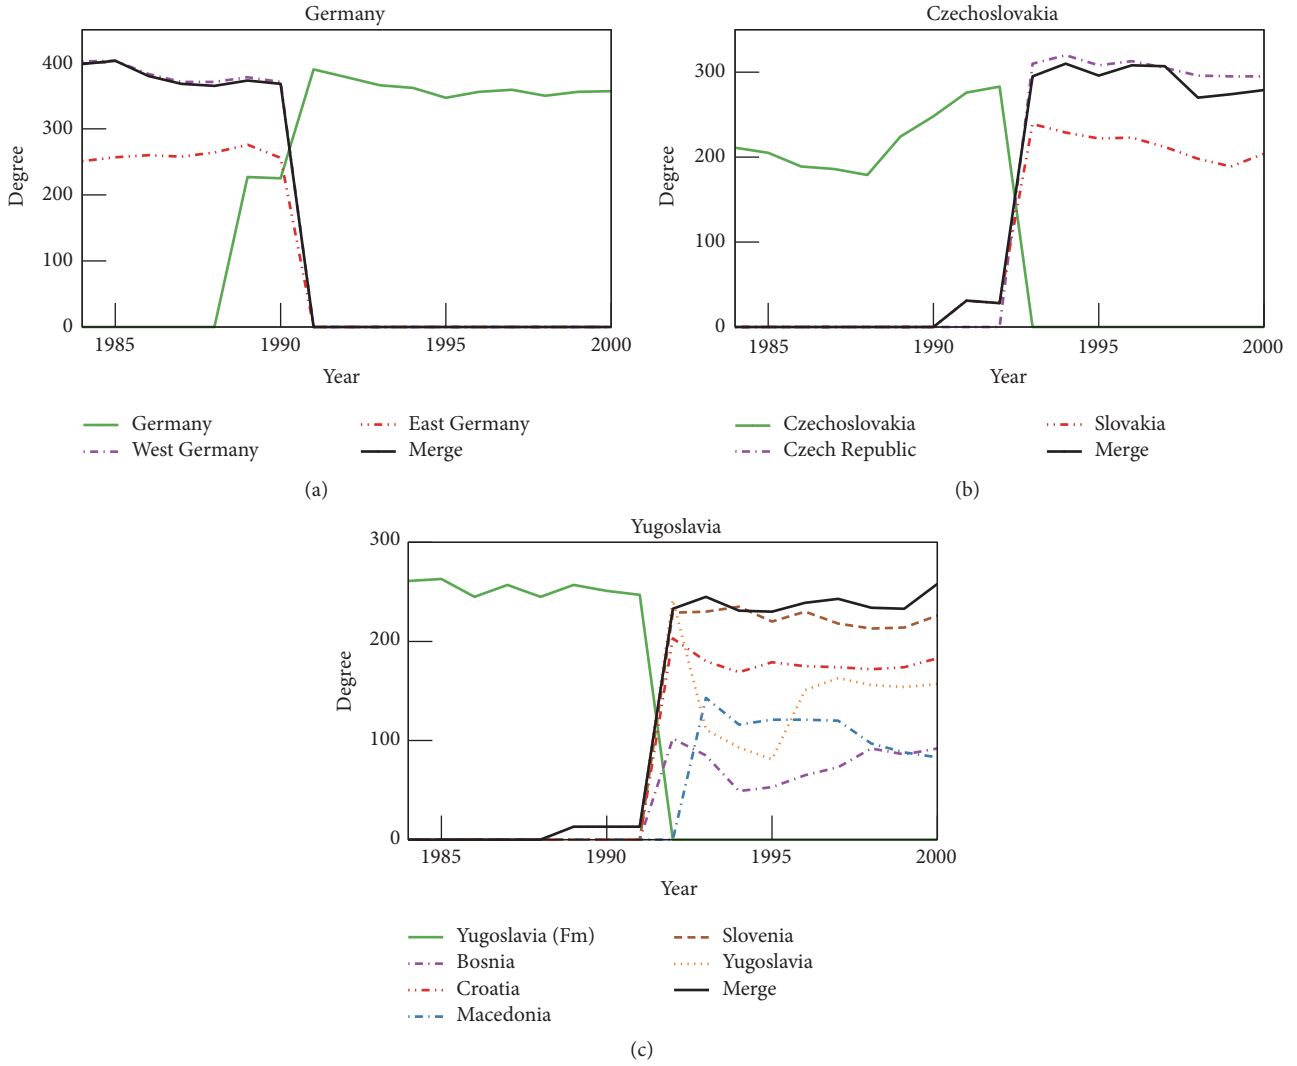 Germany
Degree
400
300
200
100
0
1985 1990 1995 2000
Year
Germany
West Germany
East Germany
Merge
(a)
Czechoslovakia
Degree
300
200
100
0
1985 1990 1995 2000
Year
Czechoslovakia
Czech Republic
Slovakia
Merge
(b)
Yugoslavia
Degree
300
200
100
0
1985 1990 1995 2000
Year
Yugoslavia (Fm)
Bosnia
Croatia
Macedonia
Slovenia
Yugoslavia
Merge
(c)